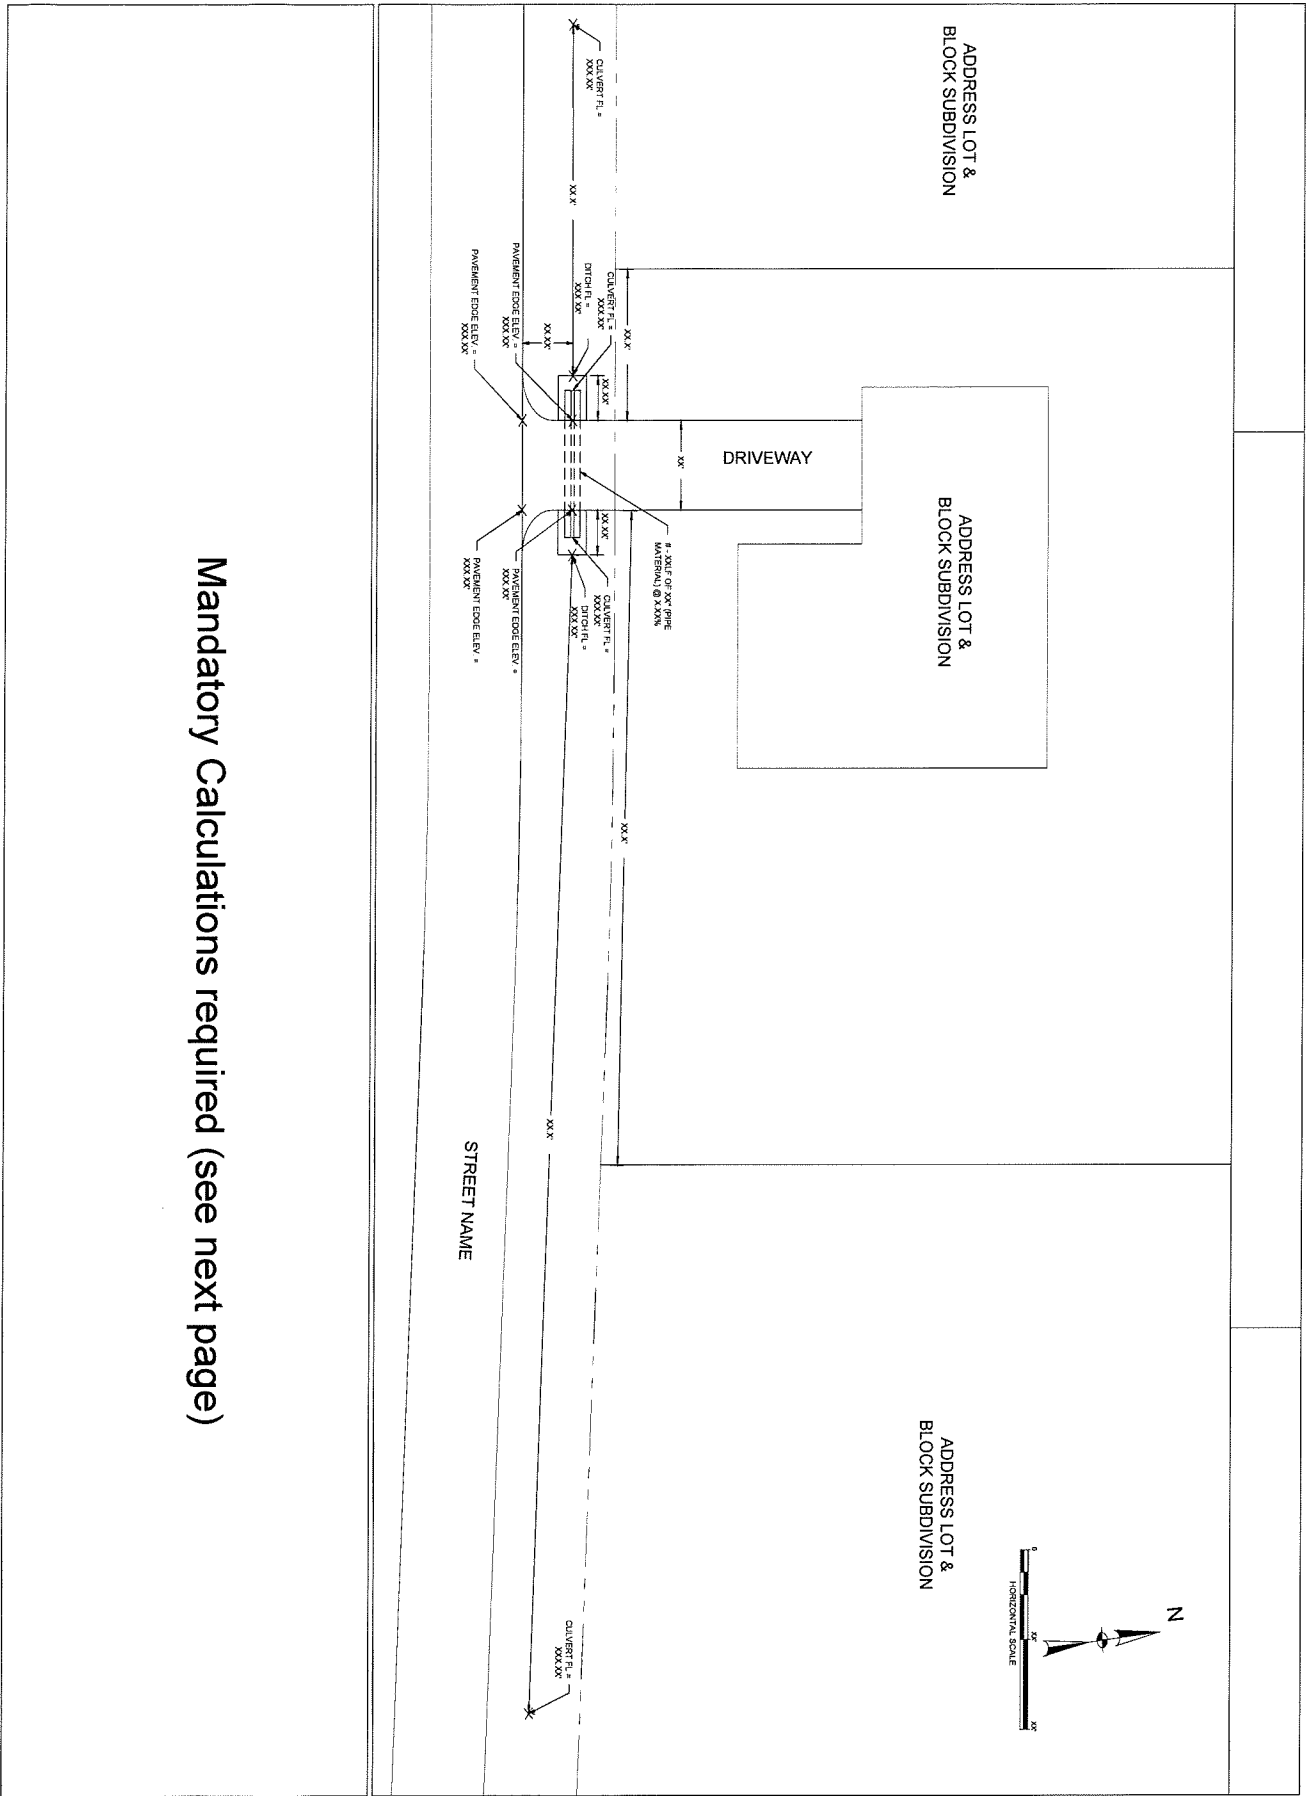 ADDRESS LOT &
BLOCK SUBDIVISION
ADDRESS LOT &
BLOCK SUBDIVISION
ADDRESS LOT &
BLOCK SUBDIVISION
N
0
XX'
XX'
HORIZONTAL SCALE
DRIVEWAY
XX'
# - XXLF OF XX" (PIPE
MATERIAL) @ X.XX%
XX.X'
XX.X'
CULVERT FL =
XXX.XX'
XX.X'
CULVERT FL =
XXX.XX'
DITCH FL =
XXX.XX'
XX.XX'
XX.XX'
XX.XX'
CULVERT FL =
XXX.XX'
DITCH FL =
XXX.XX'
PAVEMENT EDGE ELEV. =
XXX.XX'
PAVEMENT EDGE ELEV. =
XXX.XX'
PAVEMENT EDGE ELEV. =
XXX.XX'
PAVEMENT EDGE ELEV. =
XXX.XX'
XX.X'
CULVERT FL =
XXX.XX'
STREET NAME
Mandatory Calculations required (see next page)